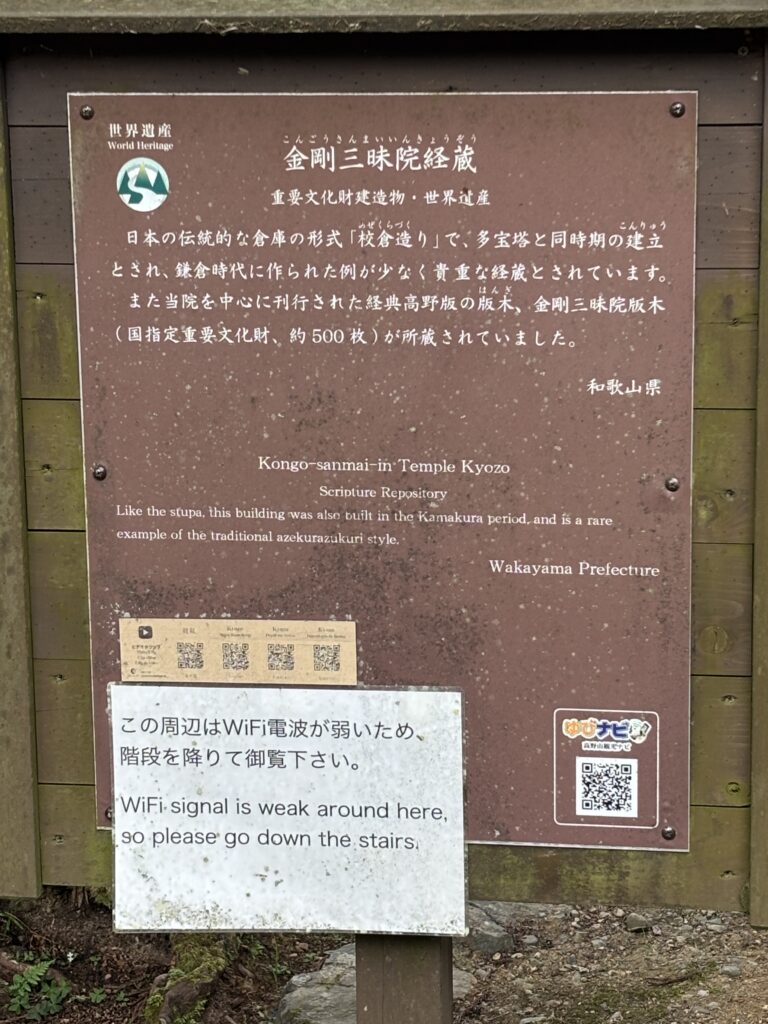 世界遺産
World Heritage
こんごうさんまいいんきょうぞう
金剛三昧院経蔵
重要文化財建造物・世界遺産
あぜくらづく
こんりゅう
日本の伝統的な倉庫の形式「校倉造り」で、多宝塔と同時期の建立
とされ、鎌倉時代に作られた例が少なく貴重な経蔵とされています。
はんぎ
また当院を中心に刊行された経典高野版の版木、金剛三昧院版木
(国指定重要文化財、約500枚)が所蔵されていました。
和歌山県
Kongo-sanmai-in Temple Kyozo
Scripture Repository
Like the stupa, this building was also built in the Kamakura period, and is a rare
example of the traditional azekurazukuri style.
Wakayama Prefecture
この周辺はWiFi電波が弱いため、
階段を降りて御覧下さい。
WiFi signal is weak around here,
so please go down the stairs.
ゆびナビ
高野山観光ナビ